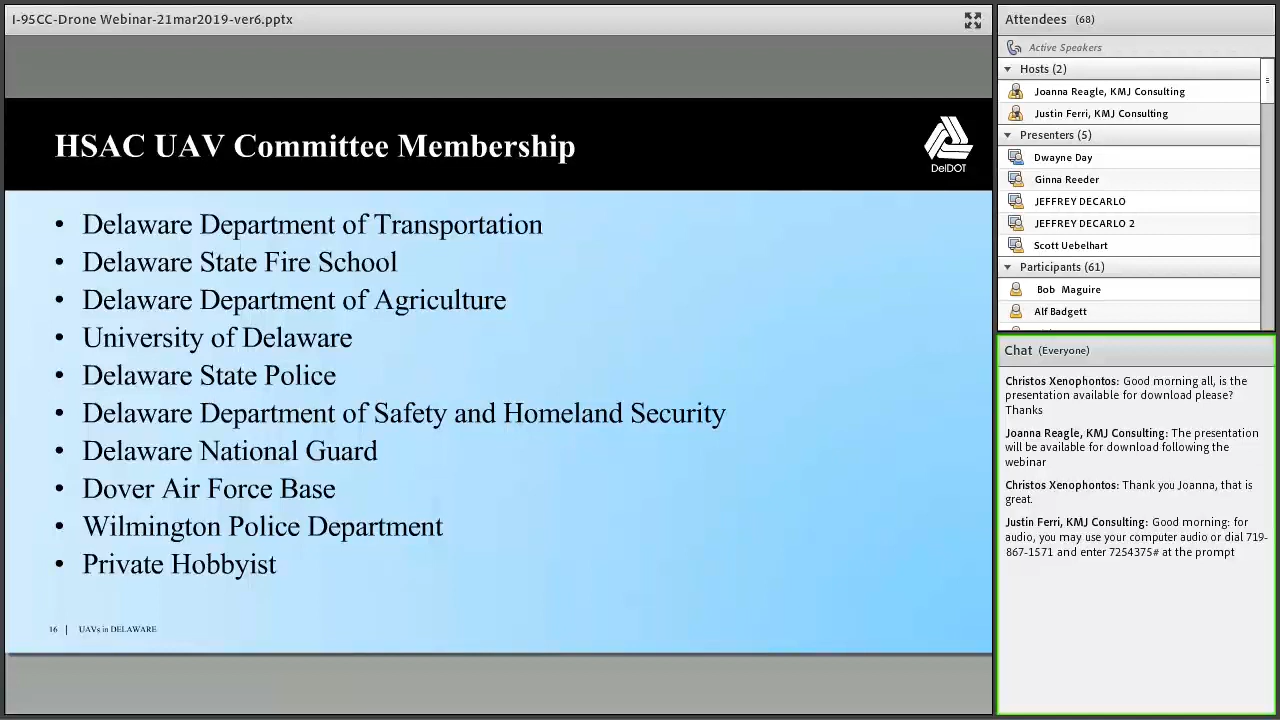 I-95CC-Drone Webinar-21mar2019-ver6.pptx
HSAC UAV Committee Membership
DelDOT
• Delaware Department of Transportation
• Delaware State Fire School
• Delaware Department of Agriculture
• University of Delaware
• Delaware State Police
• Delaware Department of Safety and Homeland Security
• Delaware National Guard
• Dover Air Force Base
• Wilmington Police Department
• Private Hobbyist
16 | UAVs in DELAWARE
Attendees (68)
Active Speakers
Hosts (2)
Joanna Reagle, KMJ Consulting
Justin Ferri, KMJ Consulting
Presenters (5)
Dwayne Day
Ginna Reeder
JEFFREY DECARLO
JEFFREY DECARLO 2
Scott Uebelhart
Participants (61)
Bob Maguire
Alf Badgett
Chat (Everyone)
Christos Xenophontos: Good morning all, is the
presentation available for download please?
Thanks
Joanna Reagle, KMJ Consulting: The presentation
will be available for download following the
webinar
Christos Xenophontos: Thank you Joanna, that is
great.
Justin Ferri, KMJ Consulting: Good morning: for
audio, you may use your computer audio or dial 719-
867-1571 and enter 7254375# at the prompt